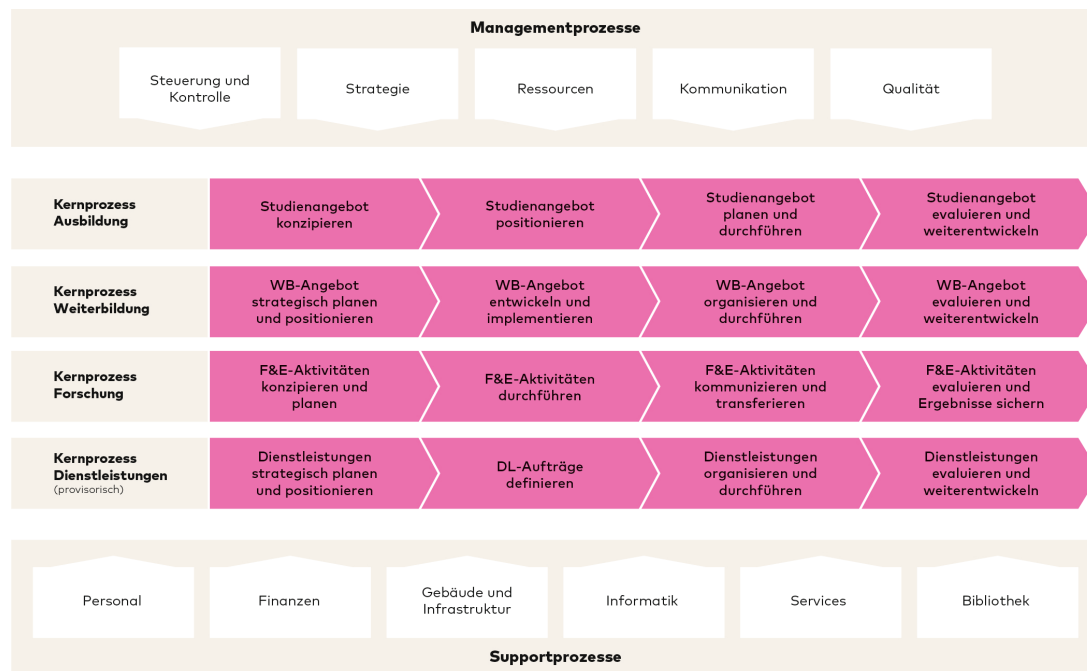 Managementprozesse
Steuerung und
Kontrolle
Strategie
Ressourcen
Kommunikation
Qualität
Kernprozess
Ausbildung
Studienangebot
konzipieren
Studienangebot
positionieren
Studienangebot
planen und
durchführen
Studienangebot
evaluieren und
weiterentwickeln
Kernprozess
Weiterbildung
WB-Angebot
strategisch planen
und positionieren
WB-Angebot
entwickeln und
implementieren
WB-Angebot
organisieren und
durchführen
WB-Angebot
evaluieren und
weiterentwickeln
Kernprozess
Forschung
F&E-Aktivitäten
konzipieren und
planen
F&E-Aktivitäten
durchführen
F&E-Aktivitäten
kommunizieren und
transferieren
F&E-Aktivitäten
evaluieren und
Ergebnisse sichern
Kernprozess
Dienstleistungen
(provisorisch)
Dienstleistungen
strategisch planen
und positionieren
DL-Aufträge
definieren
Dienstleistungen
organisieren und
durchführen
Dienstleistungen
evaluieren und
weiterentwickeln
Personal
Finanzen
Gebäude und
Infrastruktur
Informatik
Services
Bibliothek
Supportprozesse